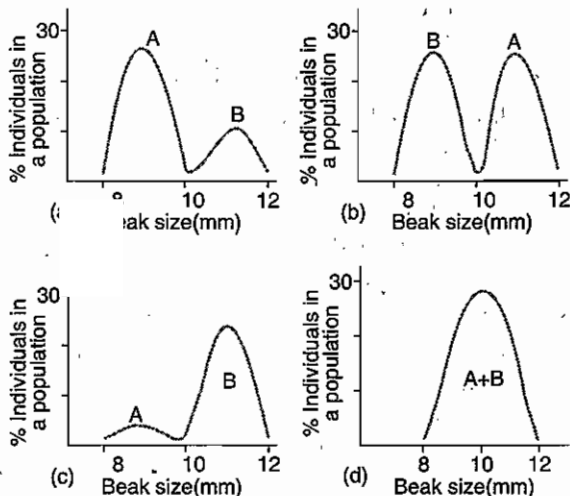 30
% Individuals in
a population
A
B
8
10
12
(a)
Beak size(mm)
30
% Individuals in
a population
B
A
8
10
12
(b)
Beak size(mm)
30
% Individuals in
a population
A
B
8
10
12
(c)
Beak size(mm)
30
% Individuals in
a population
A+B
8
10
12
(d)
Beak size(mm)